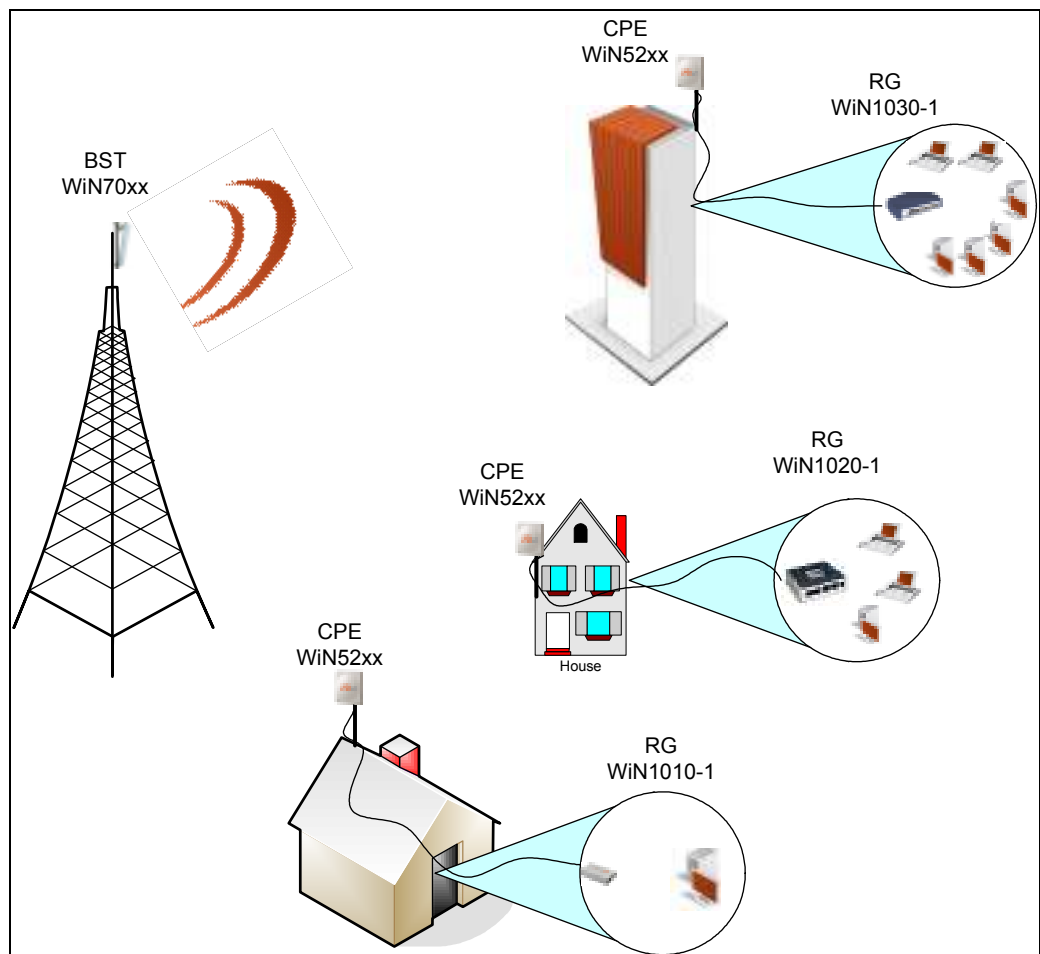 CPE
WiN52xx
RG
WiN1030-1
BST
WiN70xx
RG
WiN1020-1
CPE
WiN52xx
House
CPE
WiN52xx
RG
WiN1010-1